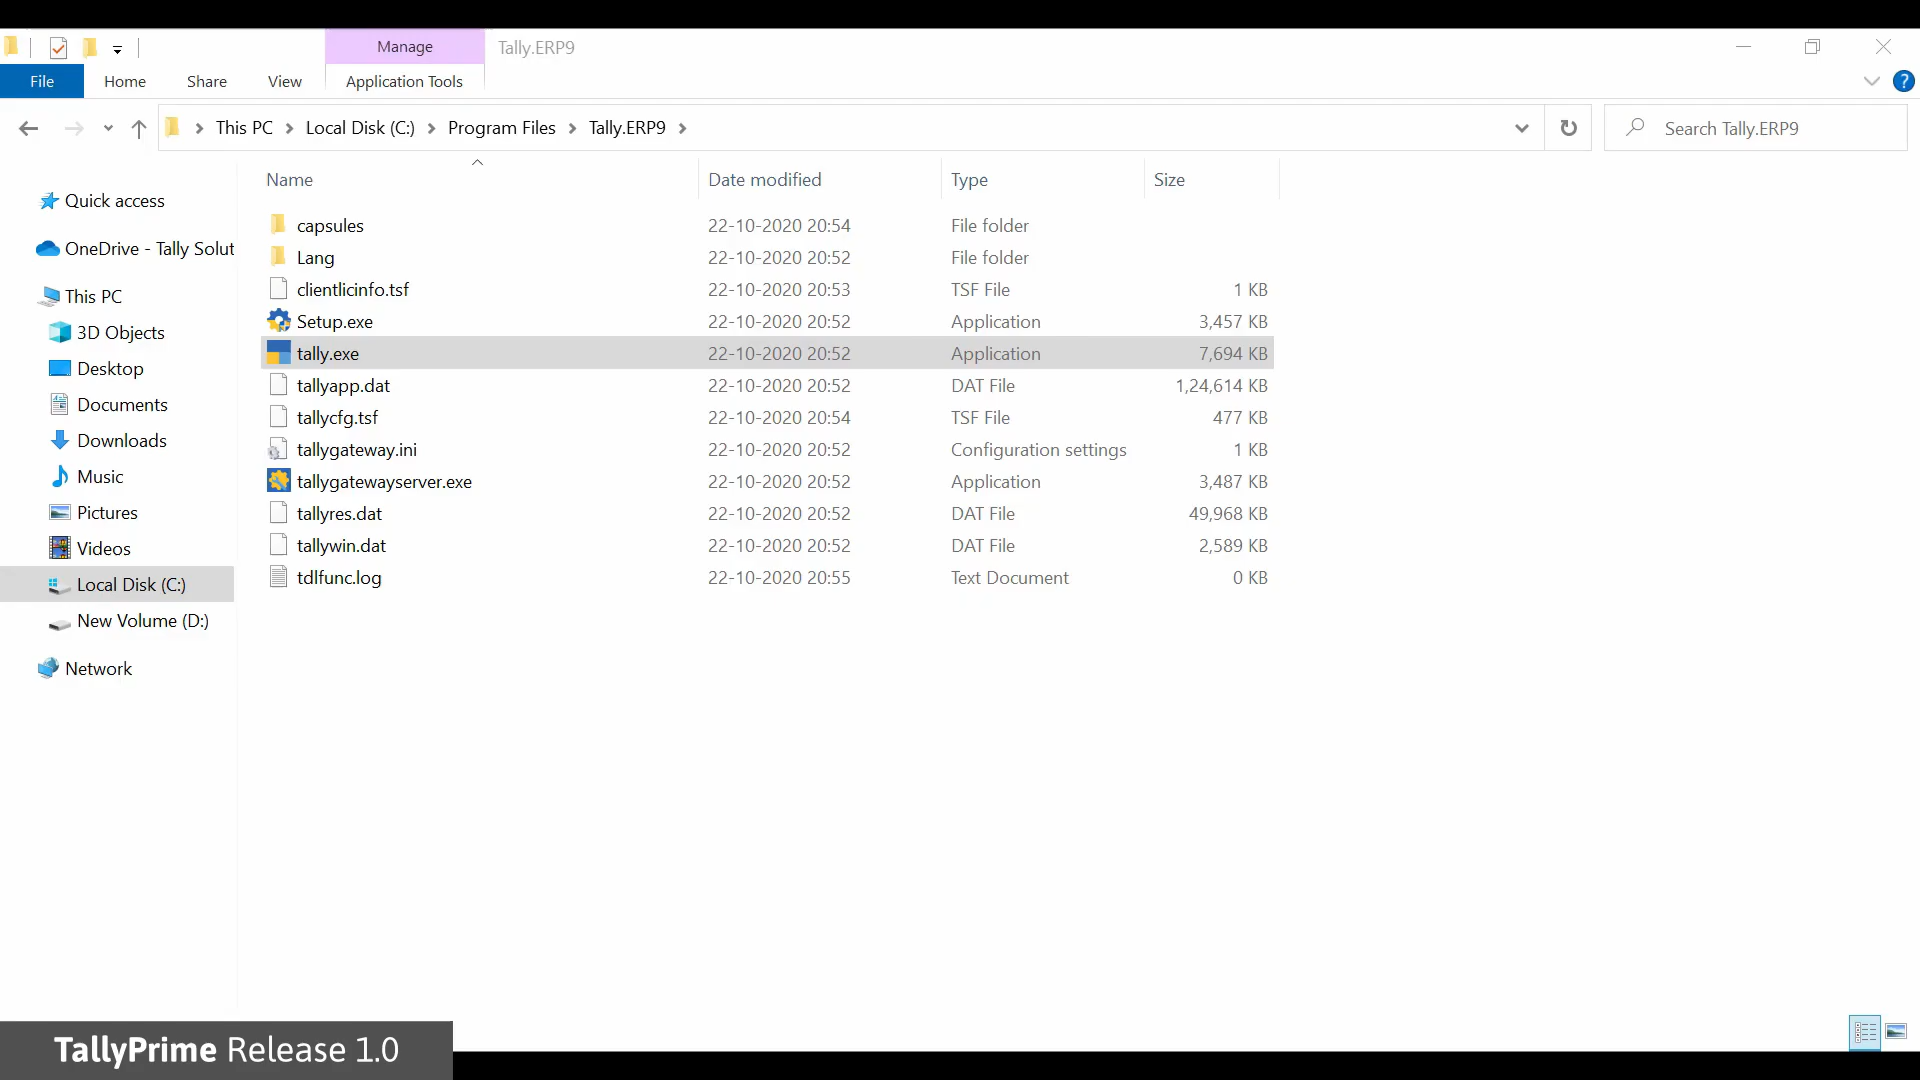 Manage
Tally.ERP9
File
Home
Share
View
Application Tools
?
This PC
Local Disk (C:)
Program Files
Tally.ERP9
Search Tally.ERP9
Name
Date modified
Type
Size
capsules 22-10-2020 20:54 File folder
Lang 22-10-2020 20:52 File folder
clientlicinfo.tsf 22-10-2020 20:53 TSF File 1 KB
Setup.exe 22-10-2020 20:52 Application 3,457 KB
tally.exe 22-10-2020 20:52 Application 7,694 KB
tallyapp.dat 22-10-2020 20:52 DAT File 1,24,614 KB
tallycfg.tsf 22-10-2020 20:54 TSF File 477 KB
tallygateway.ini 22-10-2020 20:52 Configuration settings 1 KB
tallygatewayserver.exe 22-10-2020 20:52 Application 3,487 KB
tallyres.dat 22-10-2020 20:52 DAT File 49,968 KB
tallywin.dat 22-10-2020 20:52 DAT File 2,589 KB
tdlfunc.log 22-10-2020 20:55 Text Document 0 KB
Quick access
OneDrive - Tally Solut
This PC
3D Objects
Desktop
Documents
Downloads
Music
Pictures
Videos
Local Disk (C:)
New Volume (D:)
Network
TallyPrime Release 1.0